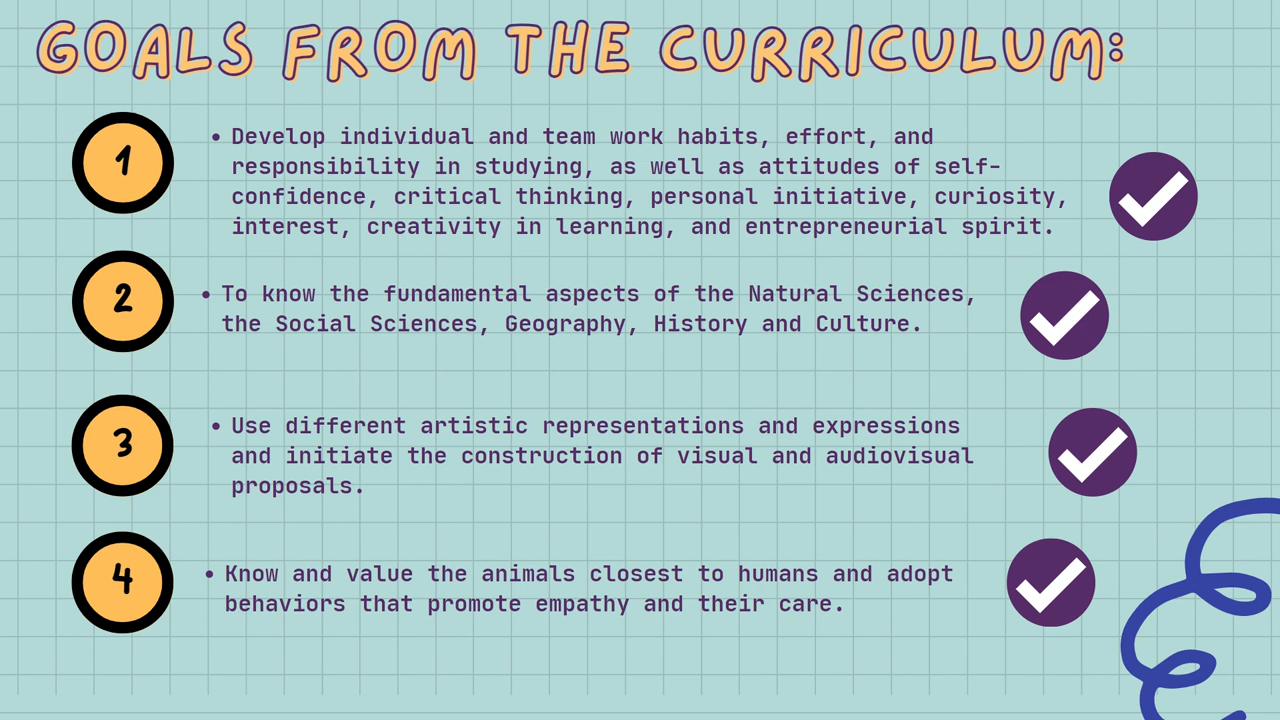 GOALS FROM THE CURRICULUM:
1
• Develop individual and team work habits, effort, and
responsibility in studying, as well as attitudes of self-
confidence, critical thinking, personal initiative, curiosity,
interest, creativity in learning, and entrepreneurial spirit.
2
• To know the fundamental aspects of the Natural Sciences,
the Social Sciences, Geography, History and Culture.
3
• Use different artistic representations and expressions
and initiate the construction of visual and audiovisual
proposals.
4
• Know and value the animals closest to humans and adopt
behaviors that promote empathy and their care.